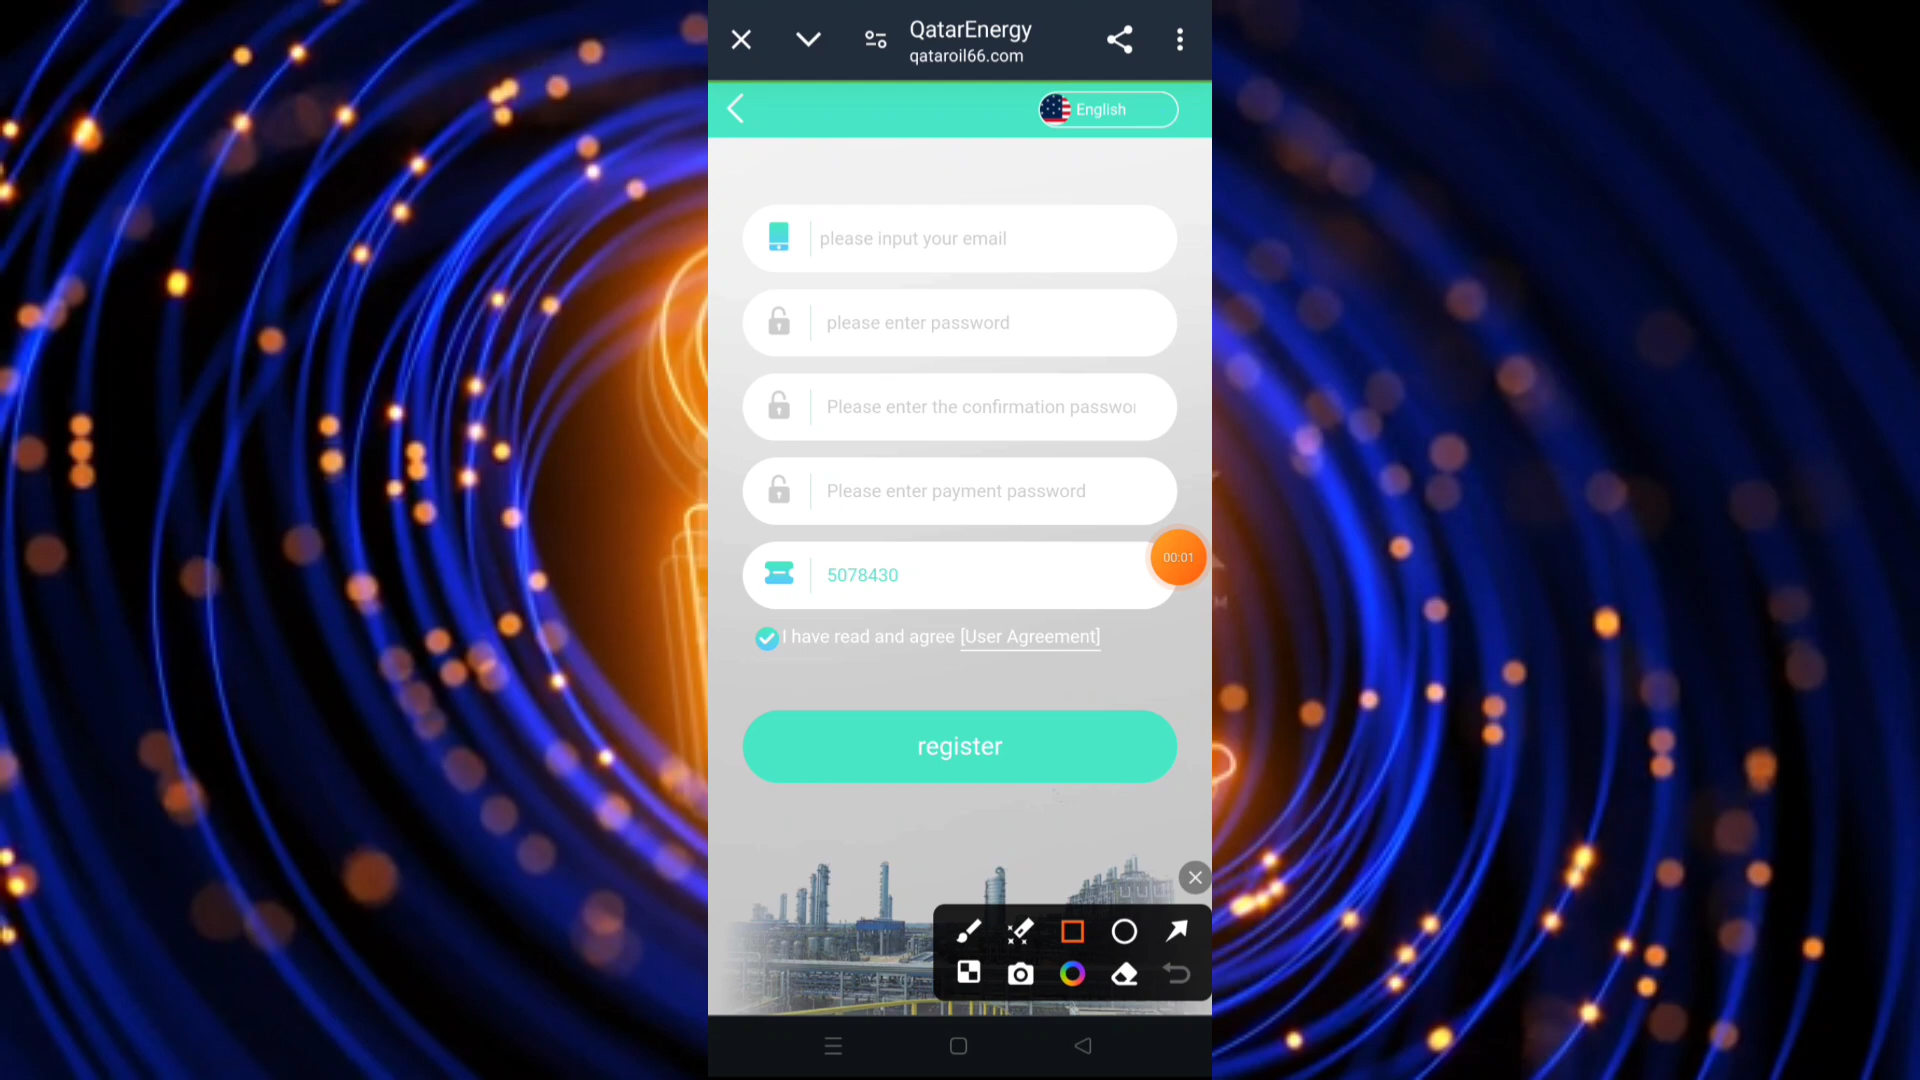 QatarEnergy
qataroil66.com
English
please input your email
please enter password
Please enter the confirmation passwo
Please enter payment password
5078430
00:01
I have read and agree [User Agreement]
register